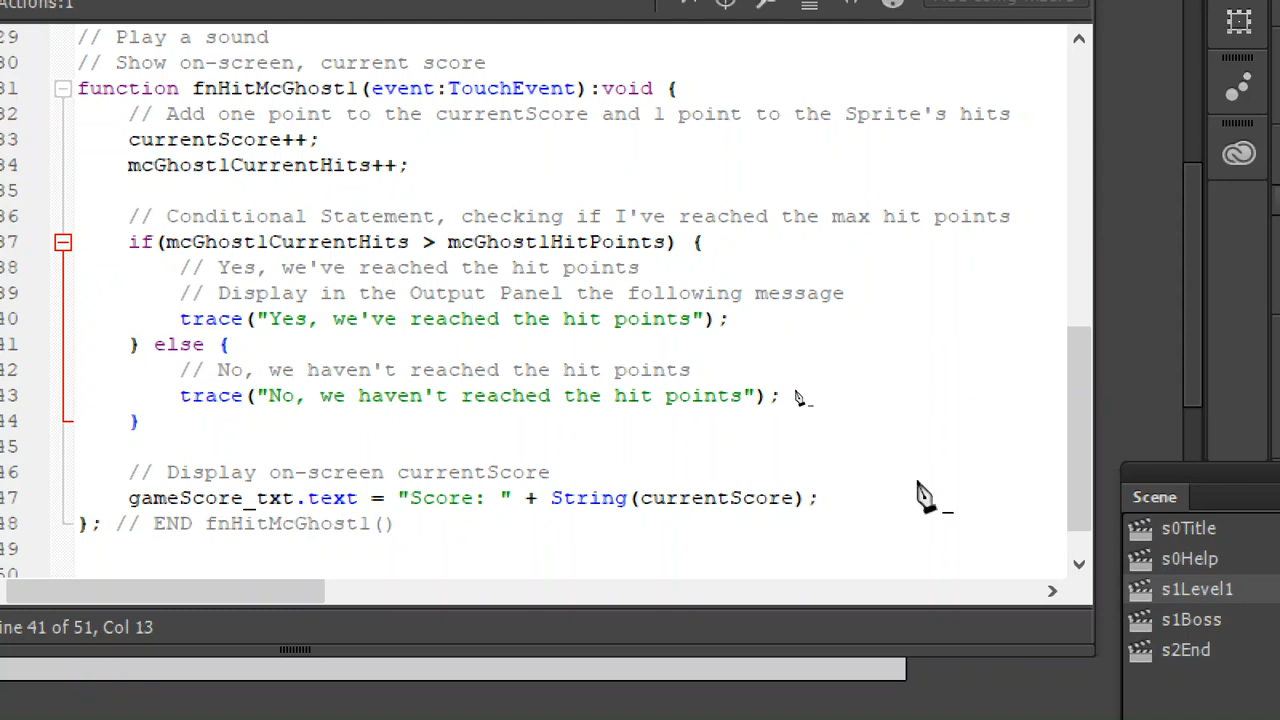 Actions:1
29 // Play a sound
30 // Show on-screen, current score
31 function fnHitMcGhost1(event:TouchEvent):void {
32 // Add one point to the currentScore and 1 point to the Sprite's hits
33 currentScore++;
34 mcGhost1CurrentHits++;
35
36 // Conditional Statement, checking if I've reached the max hit points
37 if(mcGhost1CurrentHits > mcGhost1HitPoints) {
38 // Yes, we've reached the hit points
39 // Display in the Output Panel the following message
40 trace("Yes, we've reached the hit points");
41 } else {
42 // No, we haven't reached the hit points
43 trace("No, we haven't reached the hit points");
44 }
45
46 // Display on-screen currentScore
47 gameScore_txt.text = "Score: " + String(currentScore);
48 }; // END fnHitMcGhost1()
49
50
ine 41 of 51, Col 13
Scene
s0Title
s0Help
s1Level1
s1Boss
s2End